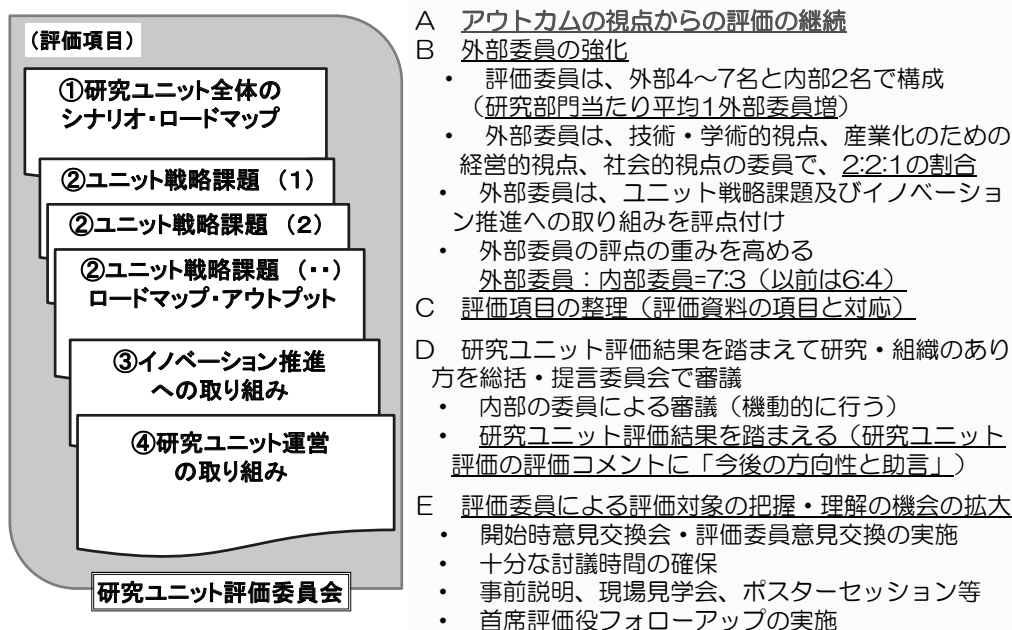 (評価項目)
①研究ユニット全体の
シナリオ・ロードマップ
②ユニット戦略課題 (1)
②ユニット戦略課題 (2)
②ユニット戦略課題 (・・)
ロードマップ・アウトプット
③イノベーション推進
への取り組み
④研究ユニット運営
の取り組み
研究ユニット評価委員会
A アウトカムの視点からの評価の継続
B 外部委員の強化
・ 評価委員は、外部4～7名と内部2名で構成
（研究部門当たり平均1外部委員増）
・ 外部委員は、技術・学術的視点、産業化のための
経営的視点、社会的視点の委員で、2:2:1の割合
・ 外部委員は、ユニット戦略課題及びイノベーショ
ン推進への取り組みを評点付け
・ 外部委員の評点の重みを高める
外部委員：内部委員=7:3（以前は6:4）
C 評価項目の整理（評価資料の項目と対応）
D 研究ユニット評価結果を踏まえて研究・組織のあり
方を総括・提言委員会で審議
・ 内部の委員による審議（機動的に行う）
・ 研究ユニット評価結果を踏まえる（研究ユニット
評価の評価コメントに「今後の方向性と助言」）
E 評価委員による評価対象の把握・理解の機会の拡大
・ 開始時意見交換会・評価委員意見交換の実施
・ 十分な討議時間の確保
・ 事前説明、現場見学会、ポスターセッション等
・ 首席評価役フォローアップの実施